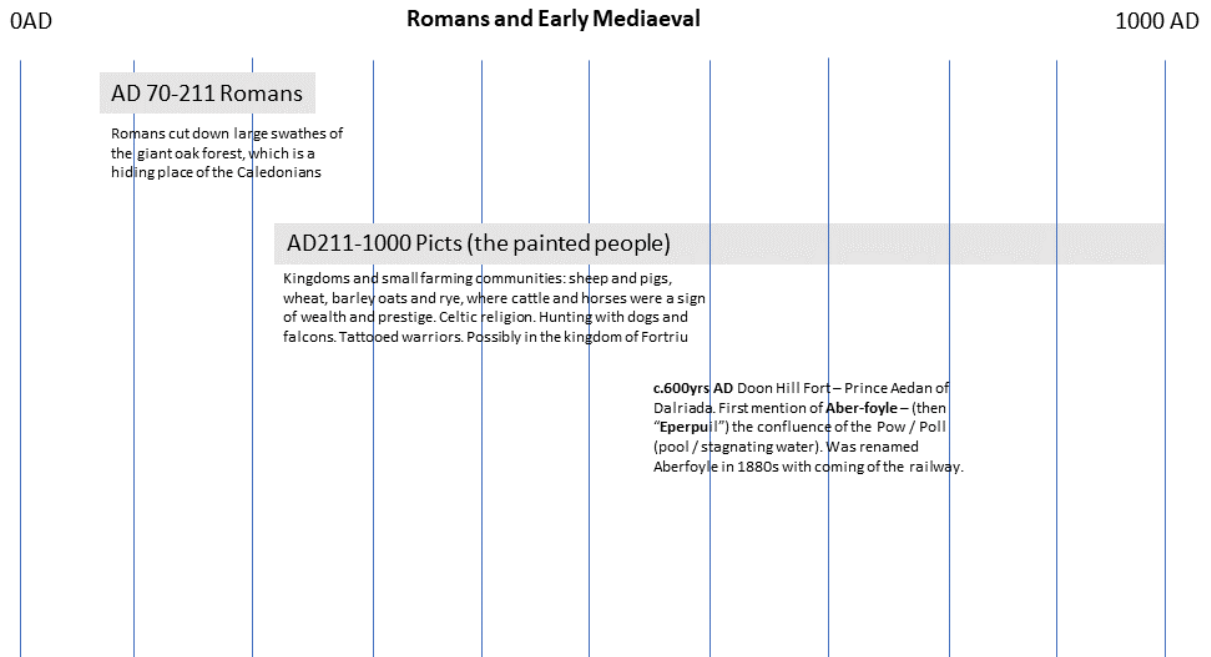 0AD
Romans and Early Mediaeval
1000 AD
AD 70-211 Romans
Romans cut down large swathes of
the giant oak forest, which is a
hiding place of the Caledonians
AD211-1000 Picts (the painted people)
Kingdoms and small farming communities: sheep and pigs,
wheat, barley oats and rye, where cattle and horses were a sign
of wealth and prestige. Celtic religion. Hunting with dogs and
falcons. Tattooed warriors. Possibly in the kingdom of Fortriu
c.600yrs AD Doon Hill Fort – Prince Aedan of
Dalriada. First mention of Aber-foyle – (then
“Eperpuil”) the confluence of the Pow / Poll
(pool / stagnating water). Was renamed
Aberfoyle in 1880s with coming of the railway.